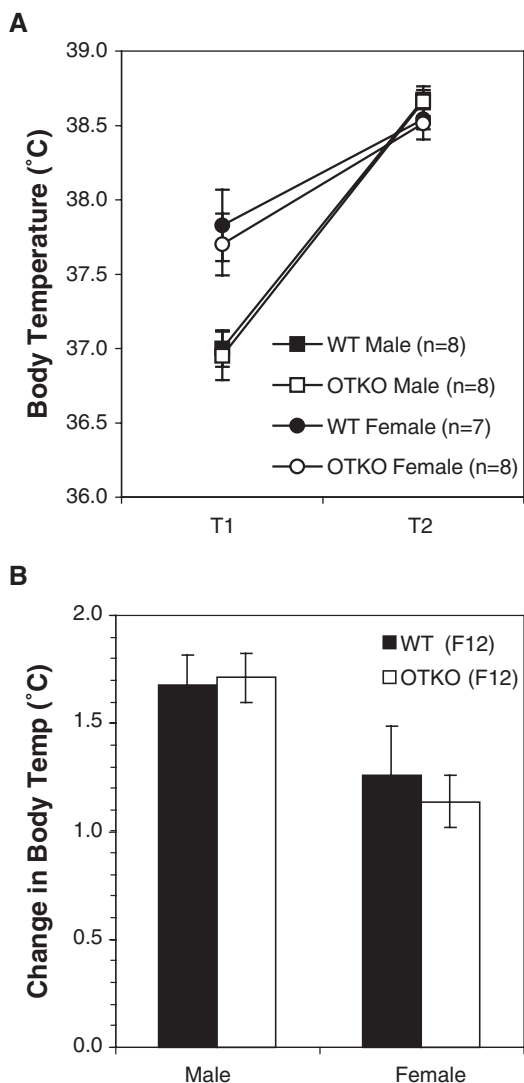 A
Body Temperature (˚C)
39.0
38.5
38.0
37.5
37.0
36.5
36.0
WT Male (n=8)
OTKO Male (n=8)
WT Female (n=7)
OTKO Female (n=8)
T1 T2
B
Change in Body Temp (˚C)
2.0
1.5
1.0
0.5
0.0
WT (F12)
OTKO (F12)
Male Female